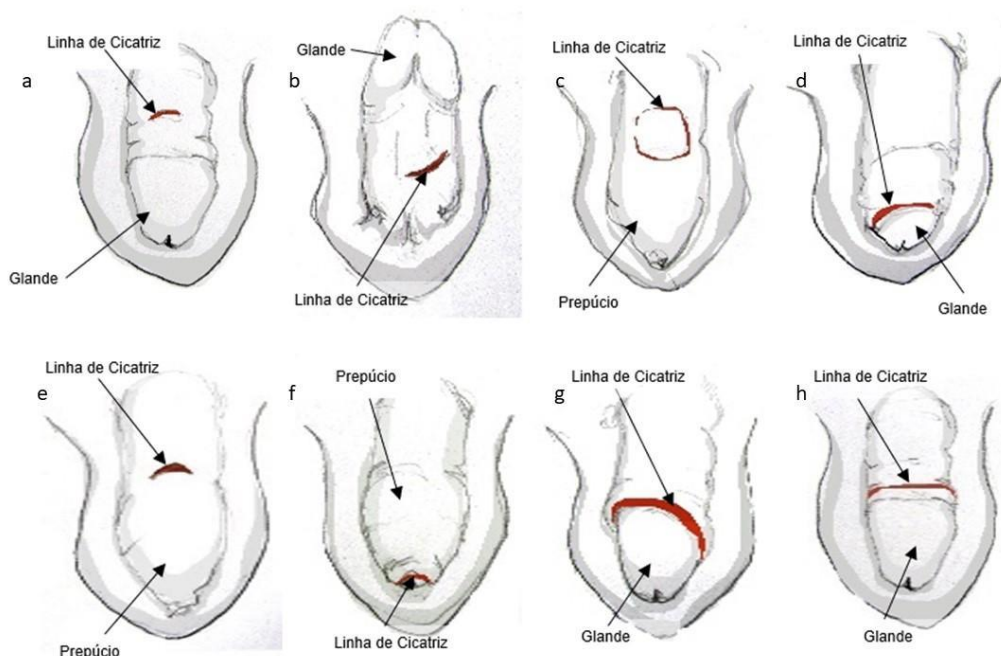 Linha de Cicatriz
a
Glande
Glande
b
Linha de Cicatriz
Linha de Cicatriz
c
Prepúcio
Linha de Cicatriz
d
Glande
Linha de Cicatriz
e
Prepúcio
Prepúcio
f
Linha de Cicatriz
Linha de Cicatriz
g
Glande
Linha de Cicatriz
h
Glande